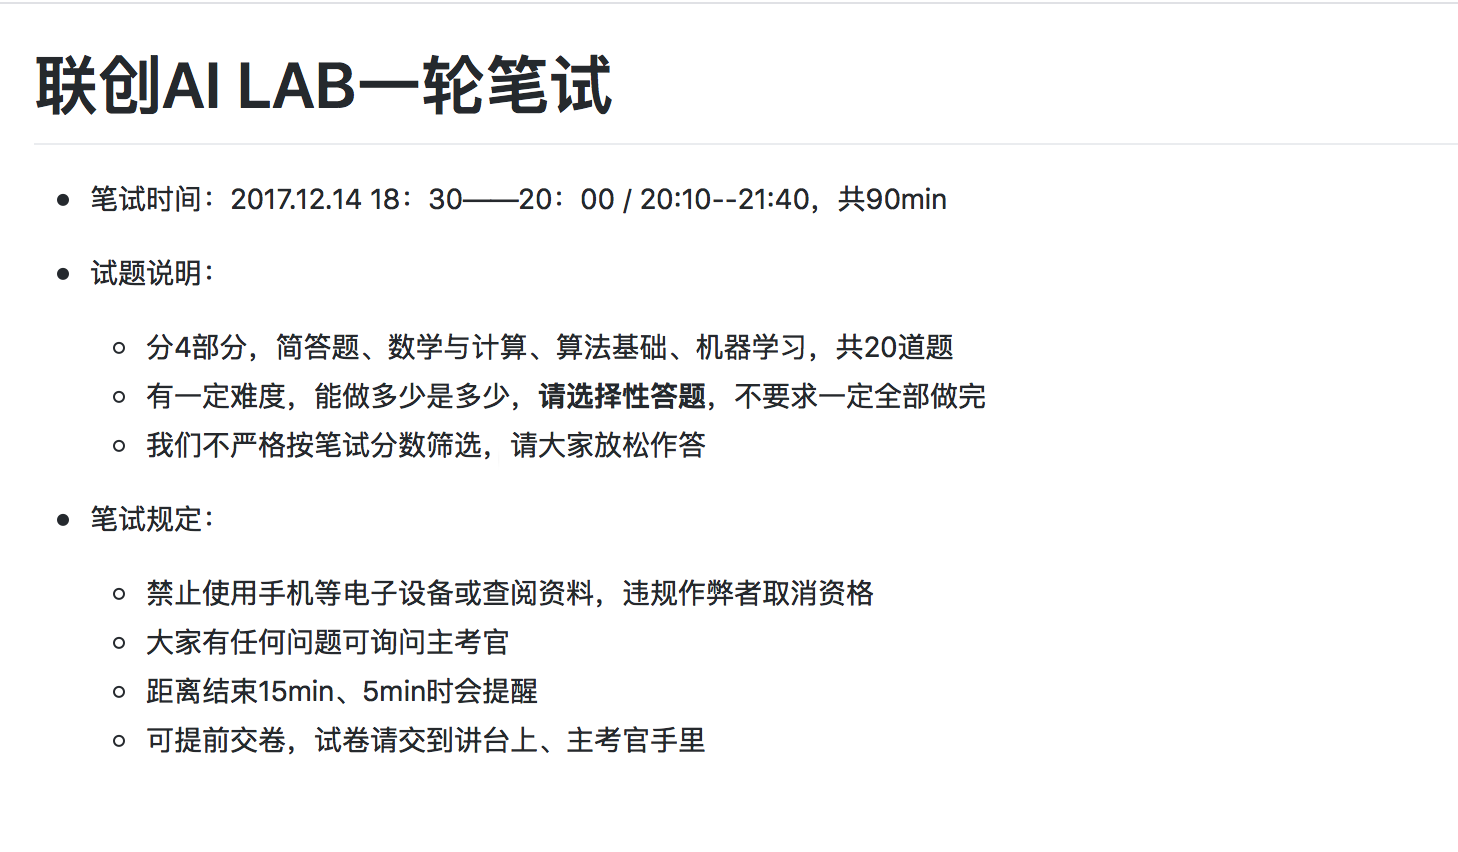 联创AI LAB一轮笔试
笔试时间：2017.12.14 18：30——20：00 / 20:10--21:40，共90min
试题说明：
分4部分，简答题、数学与计算、算法基础、机器学习，共20道题
有一定难度，能做多少是多少，请选择性答题，不要求一定全部做完
我们不严格按笔试分数筛选，请大家放松作答
笔试规定：
禁止使用手机等电子设备或查阅资料，违规作弊者取消资格
大家有任何问题可询问主考官
距离结束15min、5min时会提醒
可提前交卷，试卷请交到讲台上、主考官手里